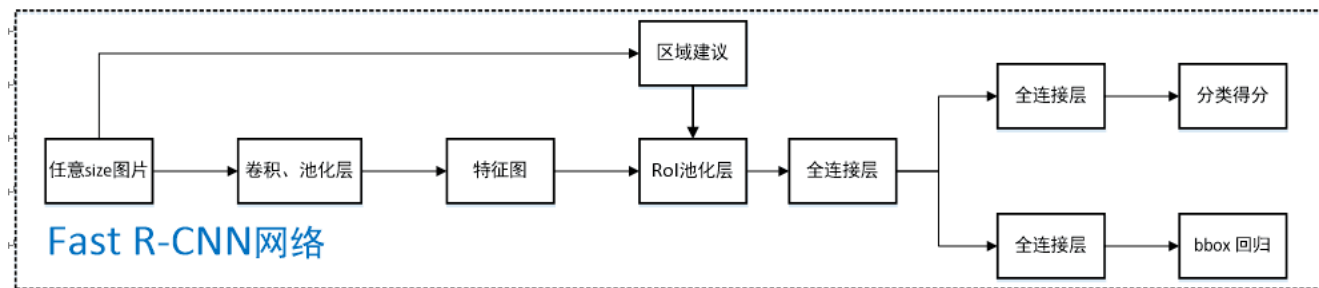 区域建议
全连接层
分类得分
任意size图片
卷积、池化层
特征图
RoI池化层
全连接层
全连接层
bbox 回归
Fast R-CNN网络